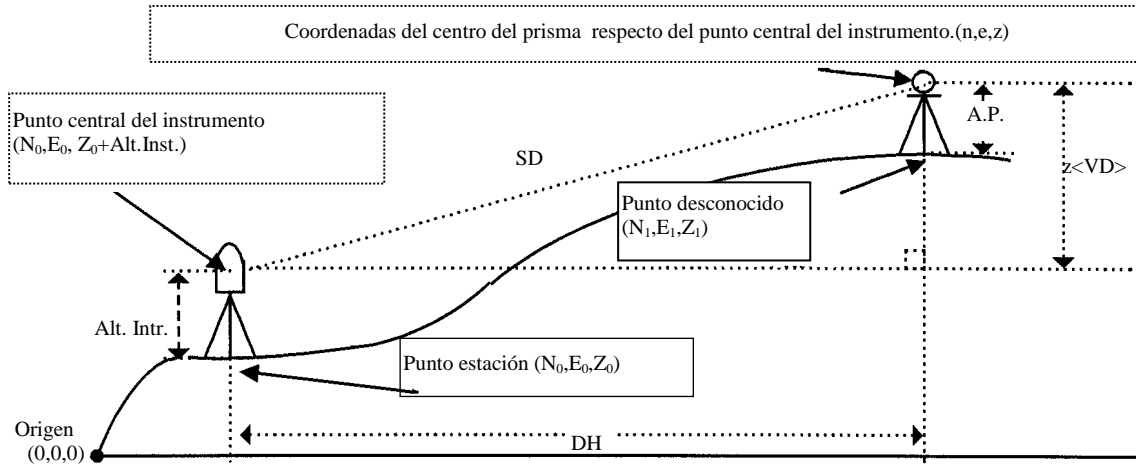 Coordenadas del centro del prisma respecto del punto central del instrumento.(n,e,z)
Punto central del instrumento
(N₀,E₀, Z₀+Alt.Inst.)
A.P.
SD
z<VD>
Punto desconocido
(N₁,E₁,Z₁)
Alt. Intr.
Punto estación (N₀,E₀,Z₀)
Origen
(0,0,0)
DH